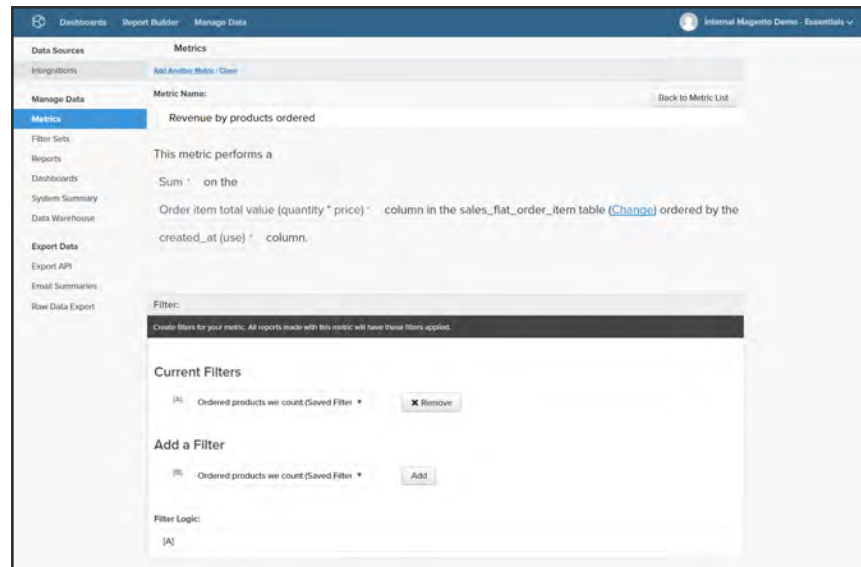 Dashboards Report Builder Manage Data Internal Magento Demo - Essentials
Data Sources
Integrations
Manage Data
Metrics
Filter Sets
Reports
Dashboards
System Summary
Data Warehouse
Export Data
Export API
Email Summaries
Raw Data Export
Metrics
Add Another Metric · Clone
Metric Name:
Back to Metric List
Revenue by products ordered
This metric performs a
Sum on the
Order item total value (quantity * price) column in the sales_flat_order_item table (Change) ordered by the
created_at (use) column.
Filter:
Create filters for your metric. All reports made with this metric will have these filters applied.
Current Filters
[A] Ordered products we count (Saved Filter ▼ ✖ Remove
Add a Filter
[B] Ordered products we count (Saved Filter ▼ Add
Filter Logic:
[A]